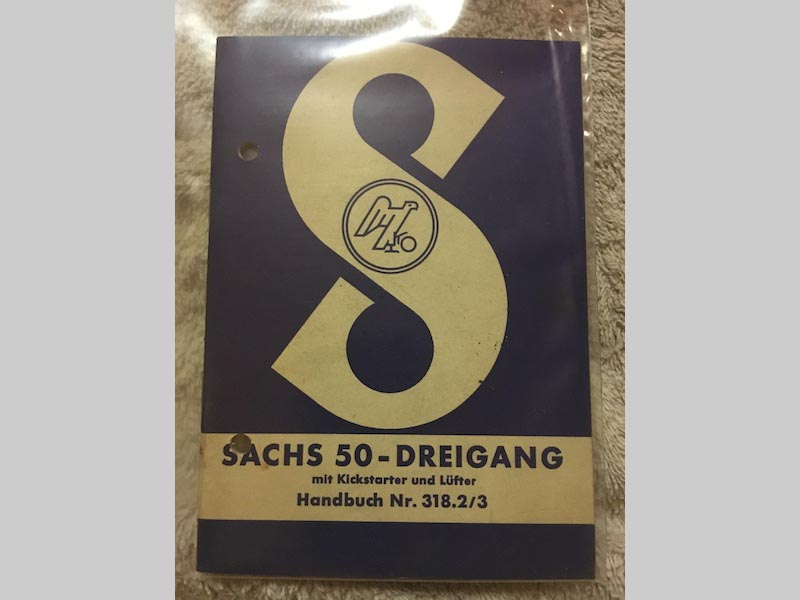 S
SACHS 50-DREIGANG
mit Kickstarter und Lüfter
Handbuch Nr. 318.2/3